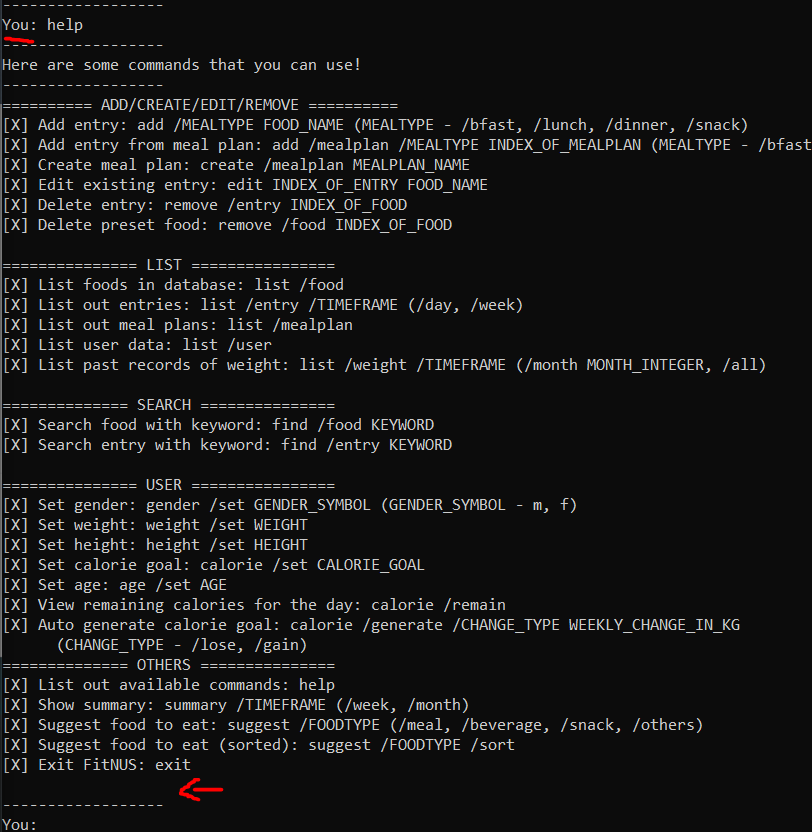 ------------------
You: help
------------------
Here are some commands that you can use!
------------------
========== ADD/CREATE/EDIT/REMOVE ==========
[X] Add entry: add /MEALTYPE FOOD_NAME (MEALTYPE - /bfast, /lunch, /dinner, /snack)
[X] Add entry from meal plan: add /mealplan /MEALTYPE INDEX_OF_MEALPLAN (MEALTYPE - /bfast
[X] Create meal plan: create /mealplan MEALPLAN_NAME
[X] Edit existing entry: edit INDEX_OF_ENTRY FOOD_NAME
[X] Delete entry: remove /entry INDEX_OF_FOOD
[X] Delete preset food: remove /food INDEX_OF_FOOD
=============== LIST ================
[X] List foods in database: list /food
[X] List out entries: list /entry /TIMEFRAME (/day, /week)
[X] List out meal plans: list /mealplan
[X] List user data: list /user
[X] List past records of weight: list /weight /TIMEFRAME (/month MONTH_INTEGER, /all)
============== SEARCH ===============
[X] Search food with keyword: find /food KEYWORD
[X] Search entry with keyword: find /entry KEYWORD
=============== USER ================
[X] Set gender: gender /set GENDER_SYMBOL (GENDER_SYMBOL - m, f)
[X] Set weight: weight /set WEIGHT
[X] Set height: height /set HEIGHT
[X] Set calorie goal: calorie /set CALORIE_GOAL
[X] Set age: age /set AGE
[X] View remaining calories for the day: calorie /remain
[X] Auto generate calorie goal: calorie /generate /CHANGE_TYPE WEEKLY_CHANGE_IN_KG
(CHANGE_TYPE - /lose, /gain)
============== OTHERS ===============
[X] List out available commands: help
[X] Show summary: summary /TIMEFRAME (/week, /month)
[X] Suggest food to eat: suggest /FOODTYPE (/meal, /beverage, /snack, /others)
[X] Suggest food to eat (sorted): suggest /FOODTYPE /sort
[X] Exit FitNUS: exit
------------------
You: